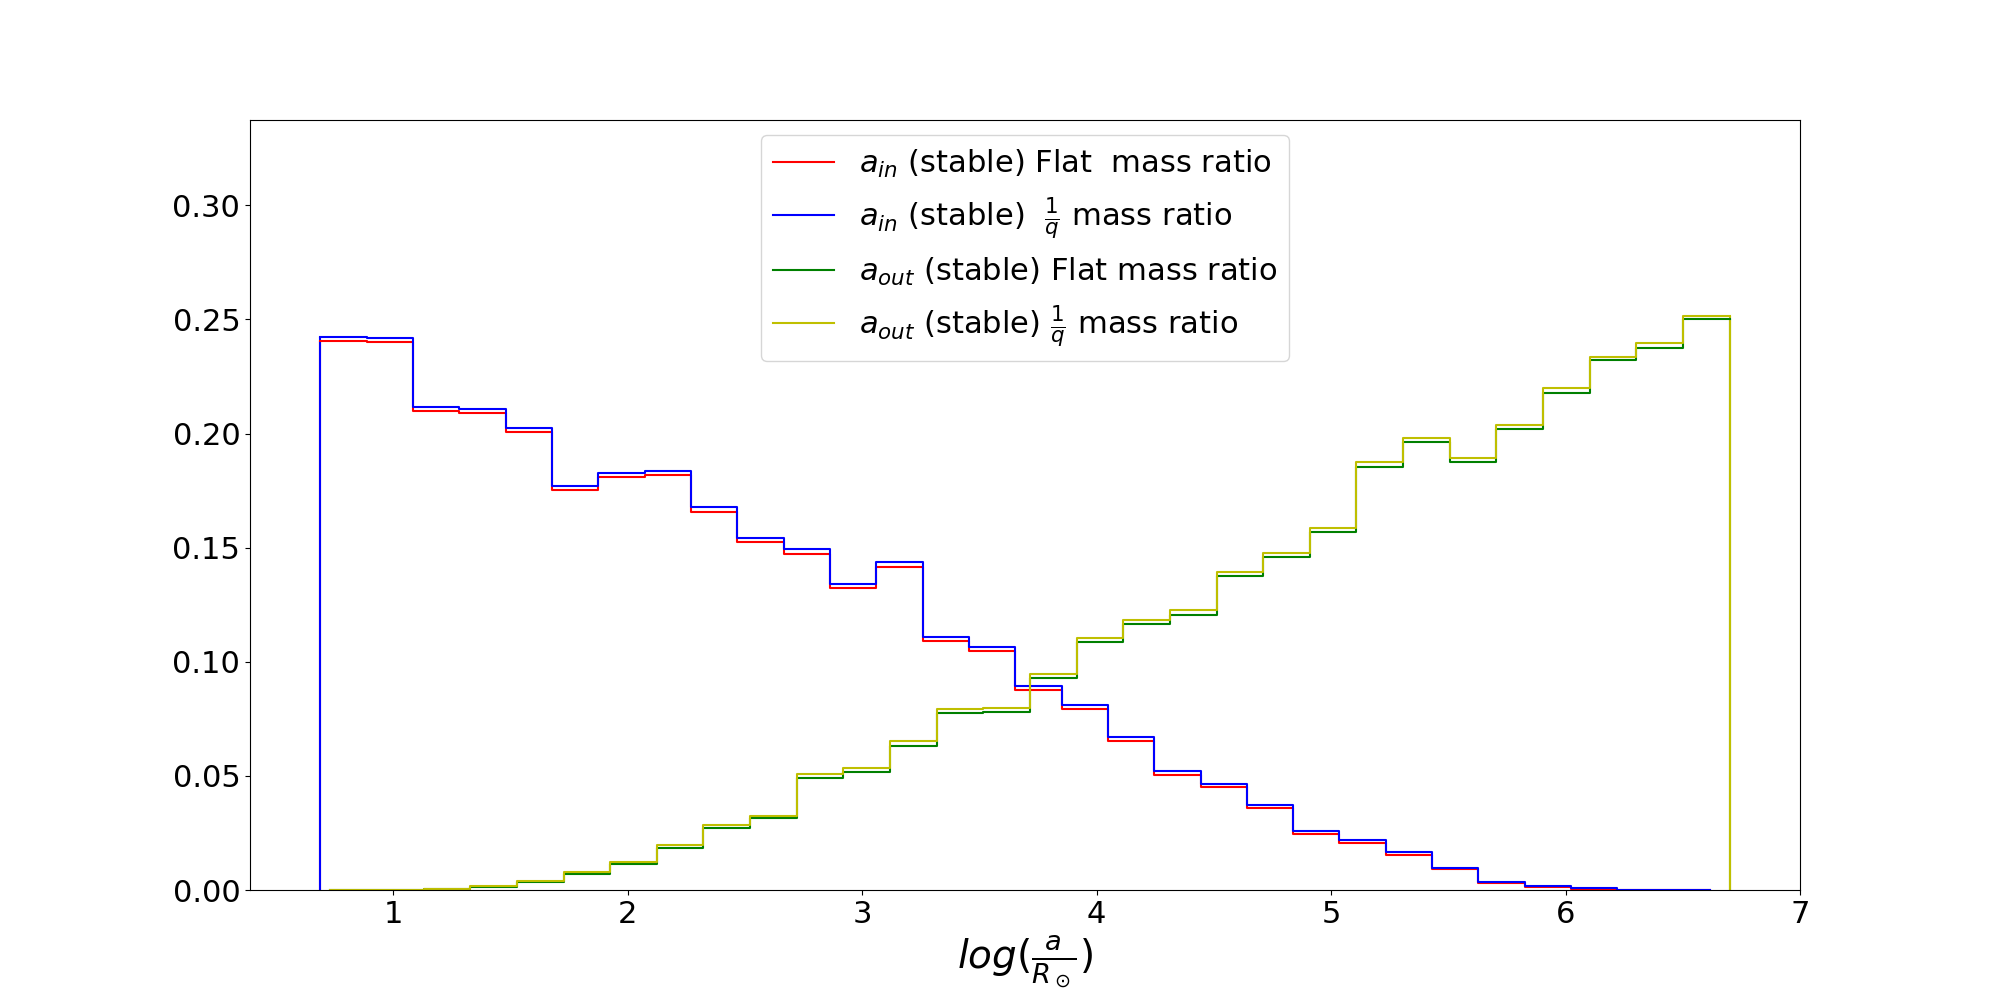 a_in (stable) Flat  mass ratio
a_in (stable)  1/q mass ratio
a_out (stable) Flat mass ratio
a_out (stable) 1/q mass ratio
0.30
0.25
0.20
0.15
0.10
0.05
0.00
1 2 3 4 5 6 7
log(a/R_⊙)